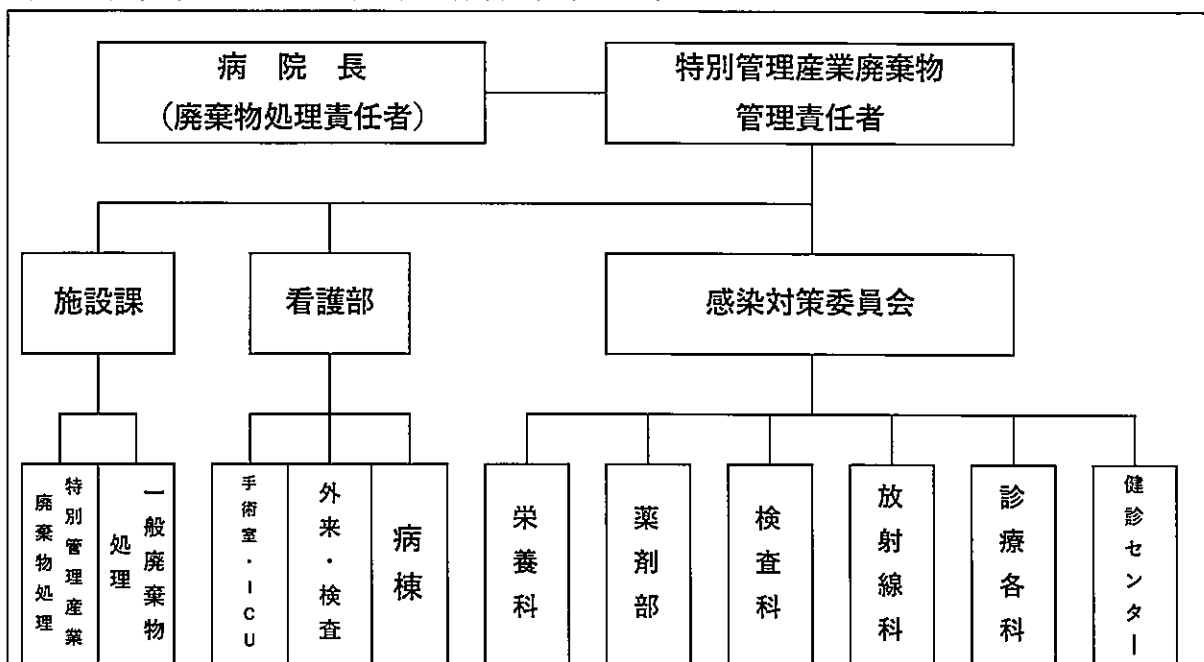 病　院　長
（廃棄物処理責任者）
特別管理産業廃棄物
管理責任者
施設課
看護部
感染対策委員会
特別管理産業
廃棄物処理
一般廃棄物
処理
手術室・ICU
外来・検査
病棟
栄養科
薬剤部
検査科
放射線科
診療各科
健診センター